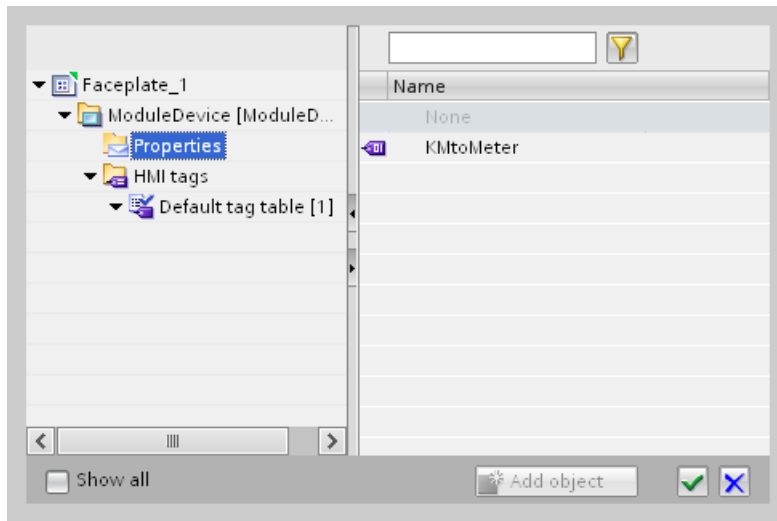 Faceplate_1
ModuleDevice [ModuleD...
Properties
HMI tags
Default tag table [1]
Name
None
KMtoMeter
Show all
Add object